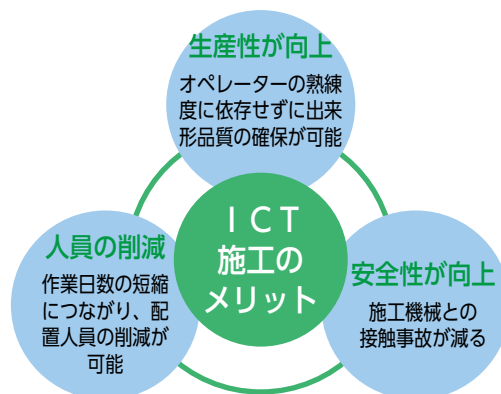 生産性が向上
オペレーターの熟練
度に依存せずに出来
形品質の確保が可能
ＩＣＴ
施工の
メリット
人員の削減
作業日数の短縮
につながり、配
置人員の削減が
可能
安全性が向上
施工機械との
接触事故が減る